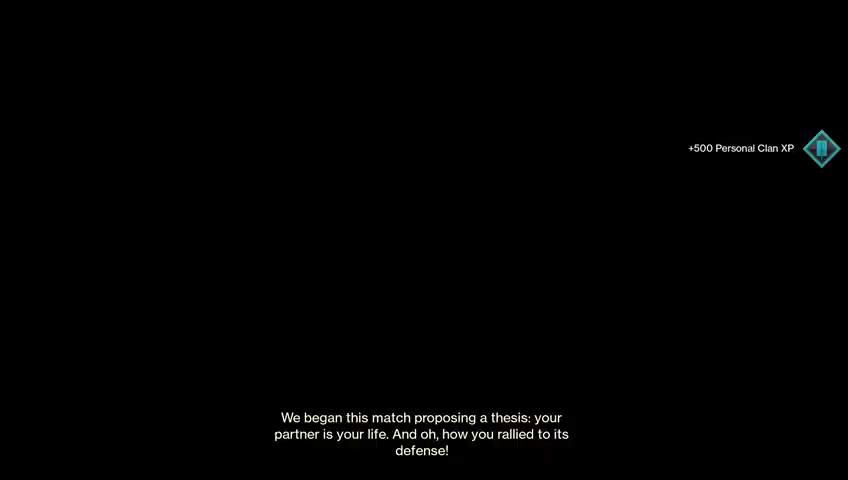 +500 Personal Clan XP
We began this match proposing a thesis: your
partner is your life. And oh, how you rallied to its
defense!